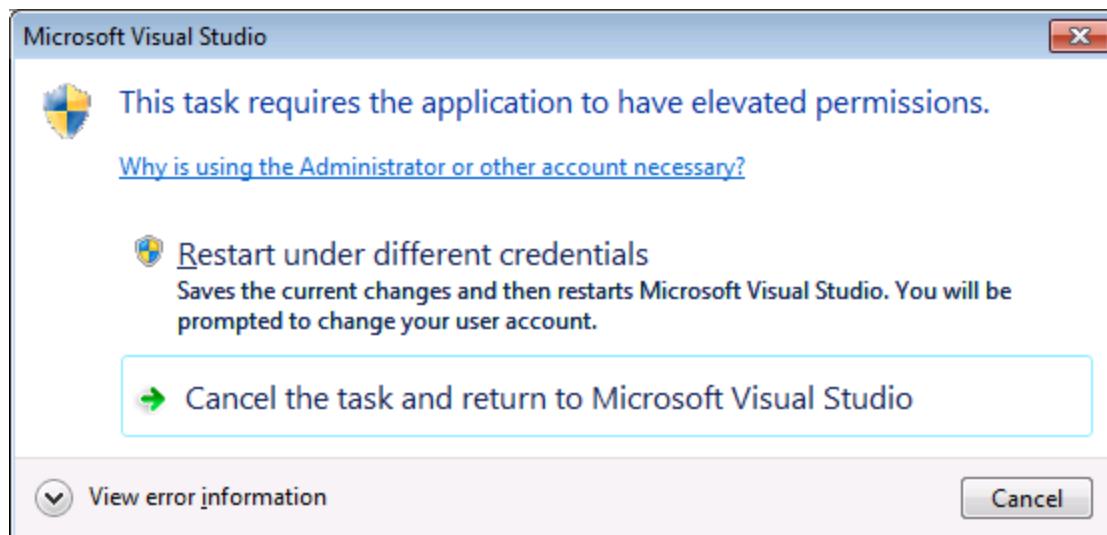 Microsoft Visual Studio
This task requires the application to have elevated permissions.
Why is using the Administrator or other account necessary?
Restart under different credentials
Saves the current changes and then restarts Microsoft Visual Studio. You will be
prompted to change your user account.
Cancel the task and return to Microsoft Visual Studio
View error information
Cancel